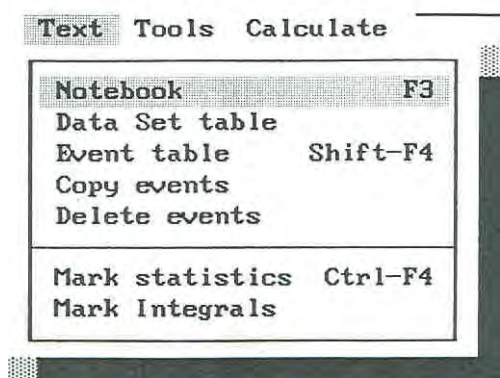 Text Tools Calculate
Notebook F3
Data Set table
Event table Shift-F4
Copy events
Delete events
Mark statistics Ctrl-F4
Mark Integrals